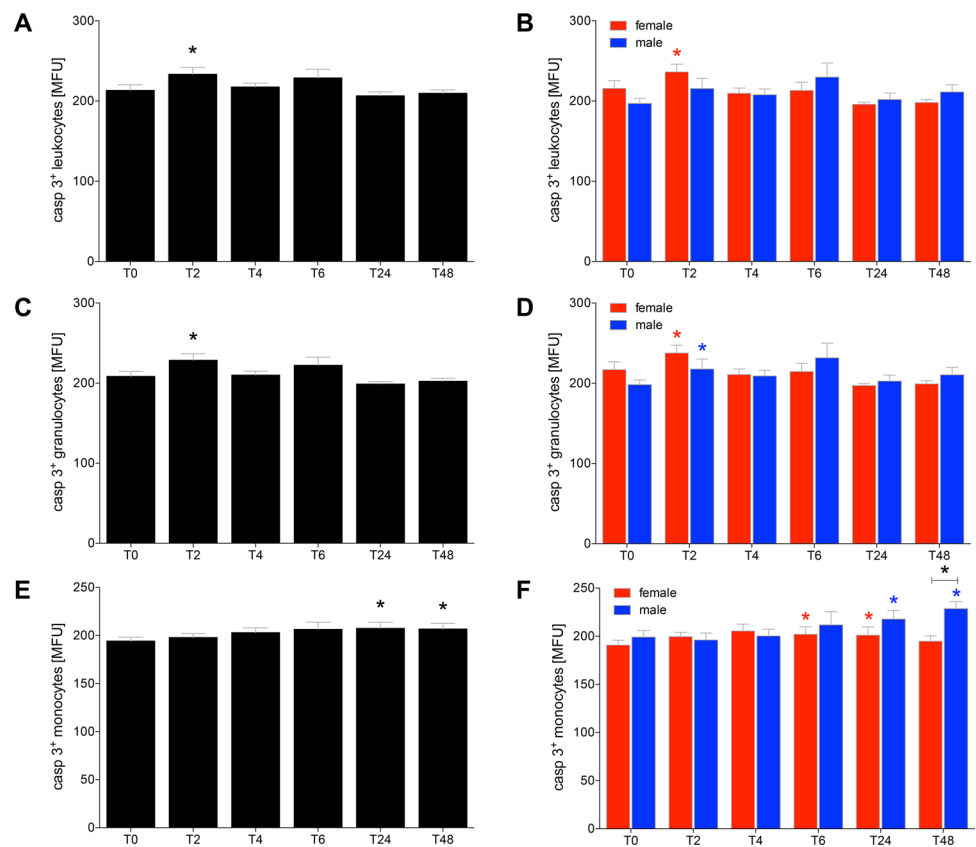 A
casp 3+ leukocytes [MFU]
300
200
100
0
T0 T2 T4 T6 T24 T48
*
B
casp 3+ leukocytes [MFU]
300
200
100
0
T0 T2 T4 T6 T24 T48
female
male
*
C
casp 3+ granulocytes [MFU]
300
200
100
0
T0 T2 T4 T6 T24 T48
*
D
casp 3+ granulocytes [MFU]
300
200
100
0
T0 T2 T4 T6 T24 T48
female
male
* *
E
casp 3+ monocytes [MFU]
250
200
150
100
50
0
T0 T2 T4 T6 T24 T48
* *
F
casp 3+ monocytes [MFU]
250
200
150
100
50
0
T0 T2 T4 T6 T24 T48
female
male
* * * * *